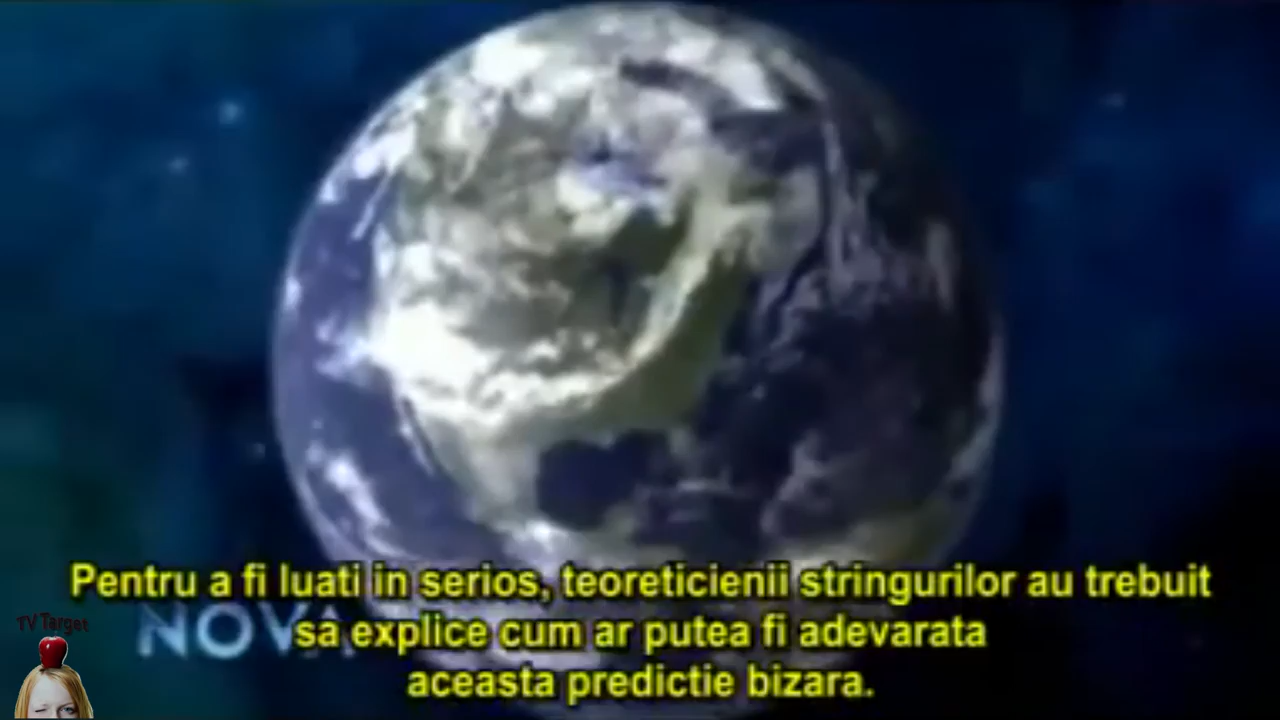 Pentru a fi luati in serios, teoreticienii stringurilor au trebuit
sa explice cum ar putea fi adevarata
aceasta predictie bizara.
TV Target
NOVA